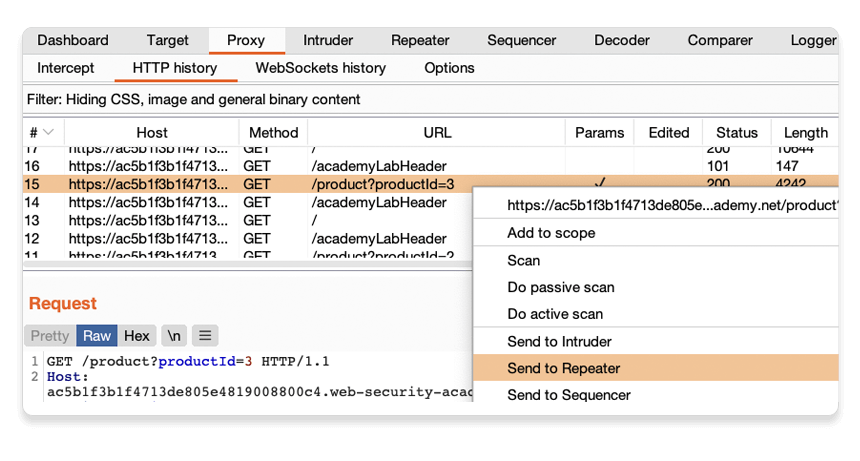 Dashboard Target Proxy Intruder Repeater Sequencer Decoder Comparer Logger
Intercept HTTP history WebSockets history Options
Filter: Hiding CSS, image and general binary content
# Host Method URL Params Edited Status Length
17 https://ac5b1f3b1f4713... GET / 200 10644
16 https://ac5b1f3b1f4713... GET /academyLabHeader 101 147
15 https://ac5b1f3b1f4713... GET /product?productId=3 ✓ 200 4242
14 https://ac5b1f3b1f4713... GET /academyLabHeader
13 https://ac5b1f3b1f4713... GET /
12 https://ac5b1f3b1f4713... GET /academyLabHeader
11 https://ac5b1f3b1f4713... GET /product?productId=2
https://ac5b1f3b1f4713de805e...ademy.net/product?
Add to scope
Scan
Do passive scan
Do active scan
Send to Intruder
Send to Repeater
Send to Sequencer
Request
Pretty Raw Hex \n
1 GET /product?productId=3 HTTP/1.1
2 Host:
ac5b1f3b1f4713de805e4819008800c4.web-security-aca